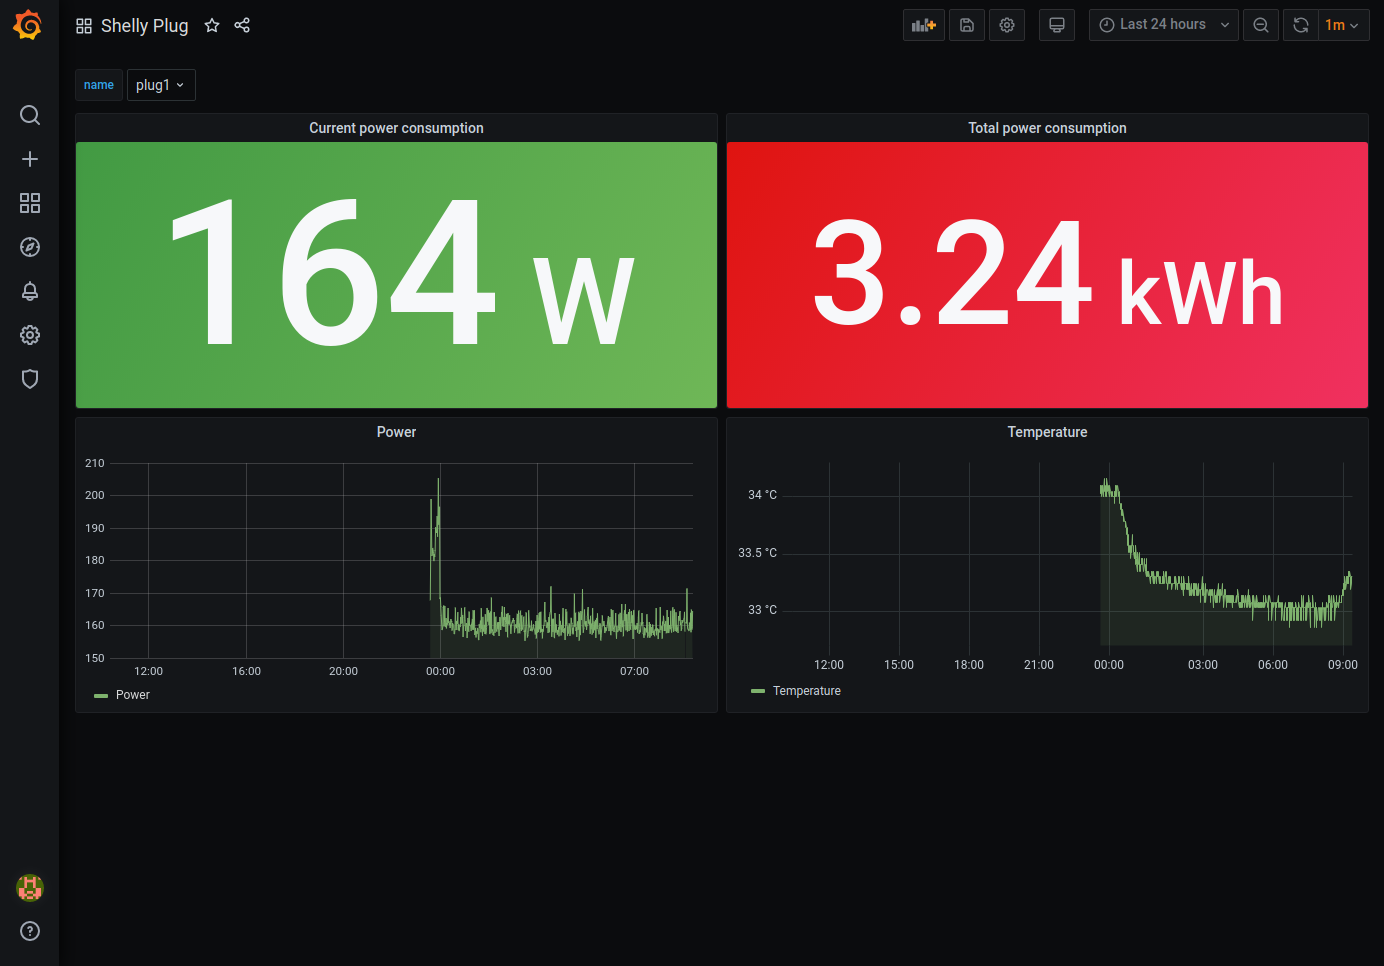 Shelly Plug
Last 24 hours
1m
name
plug1
Current power consumption
Total power consumption
164 W
3.24 kWh
Power
210
200
190
180
170
160
150
12:00 16:00 20:00 00:00 03:00 07:00
Power
Temperature
34 °C
33.5 °C
33 °C
12:00 15:00 18:00 21:00 00:00 03:00 06:00 09:00
Temperature